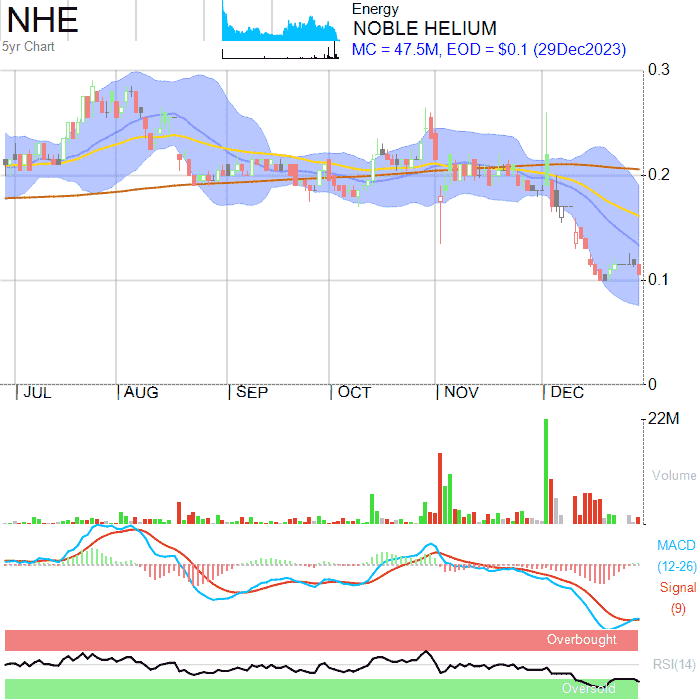 NHE
5yr Chart
Energy
NOBLE HELIUM
MC = 47.5M, EOD = $0.1 (29Dec2023)
0.3
0.2
0.1
0
JUL AUG SEP OCT NOV DEC
22M
Volume
MACD
(12-26)
Signal
(9)
Overbought
RSI(14)
Oversold